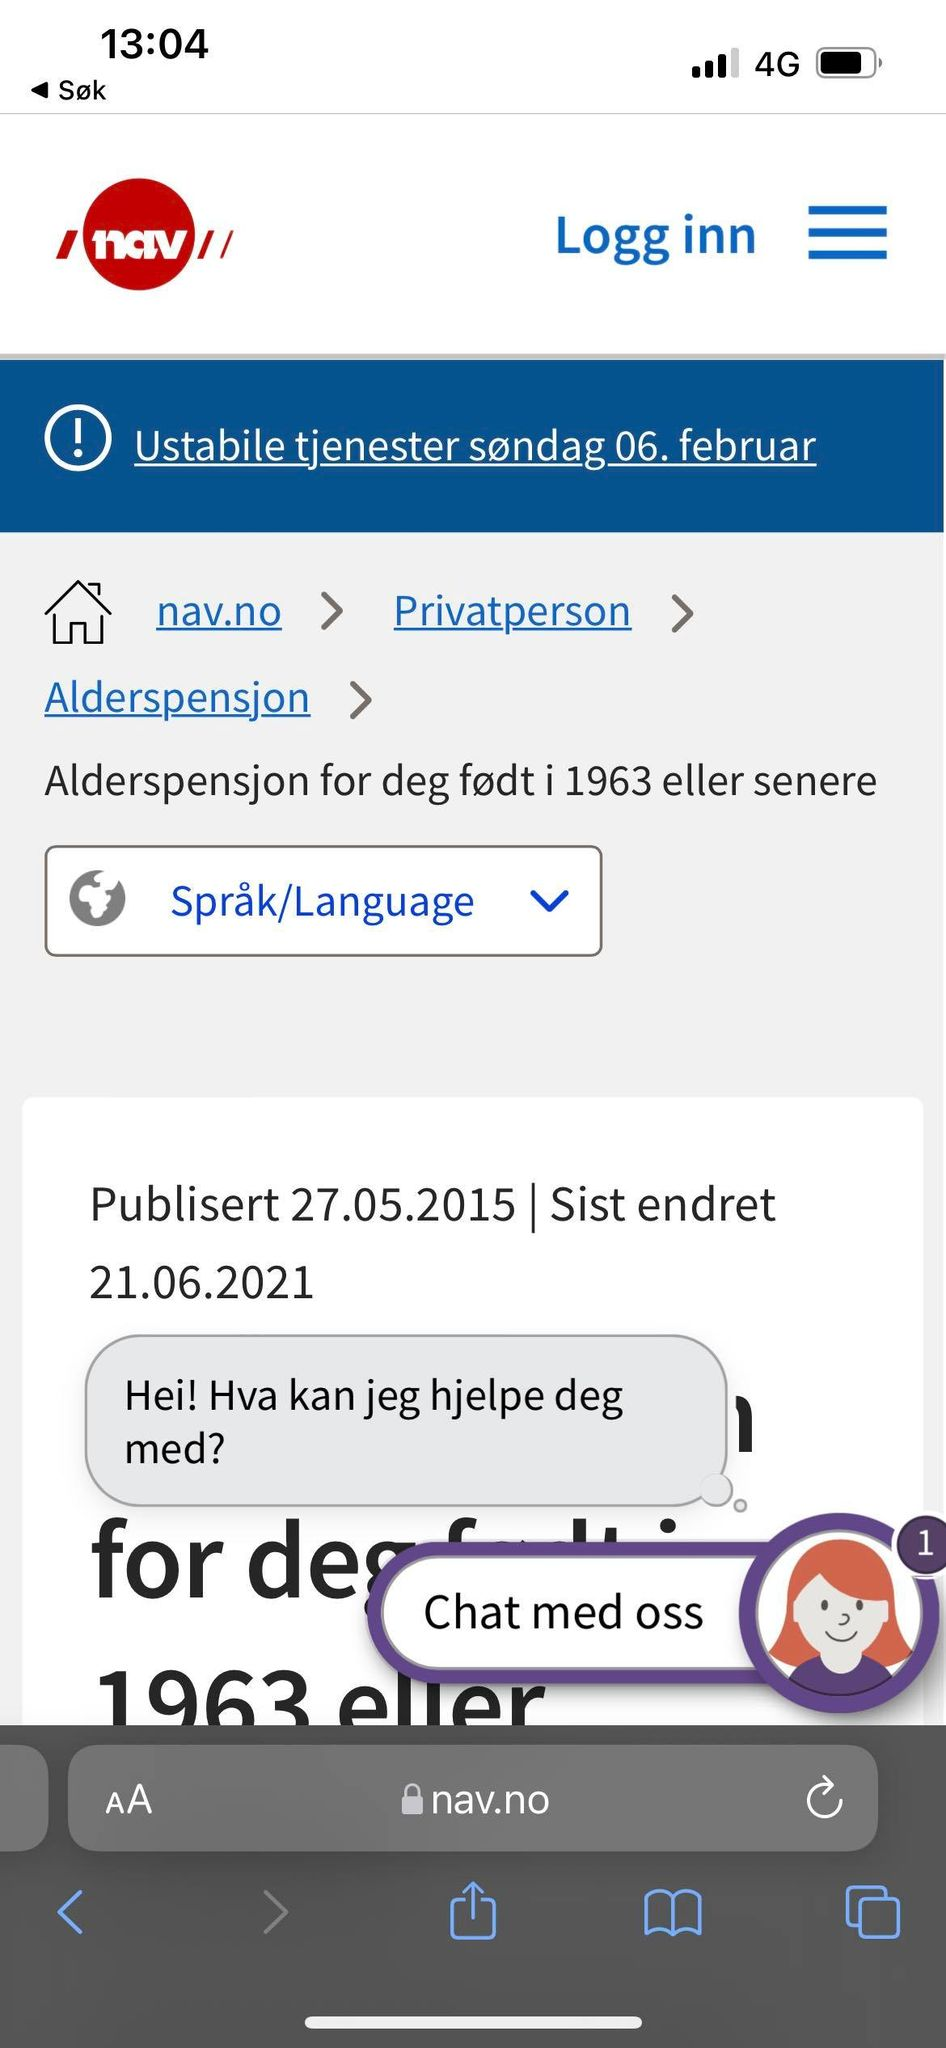 13:04
4G
◀ Søk
nav
Logg inn
Ustabile tjenester søndag 06. februar
nav.no
Privatperson
Alderspensjon
Alderspensjon for deg født i 1963 eller senere
Språk/Language
Publisert 27.05.2015 | Sist endret
21.06.2021
Hei! Hva kan jeg hjelpe deg
med?
for deg født i
1
Chat med oss
1963 eller
AA
nav.no